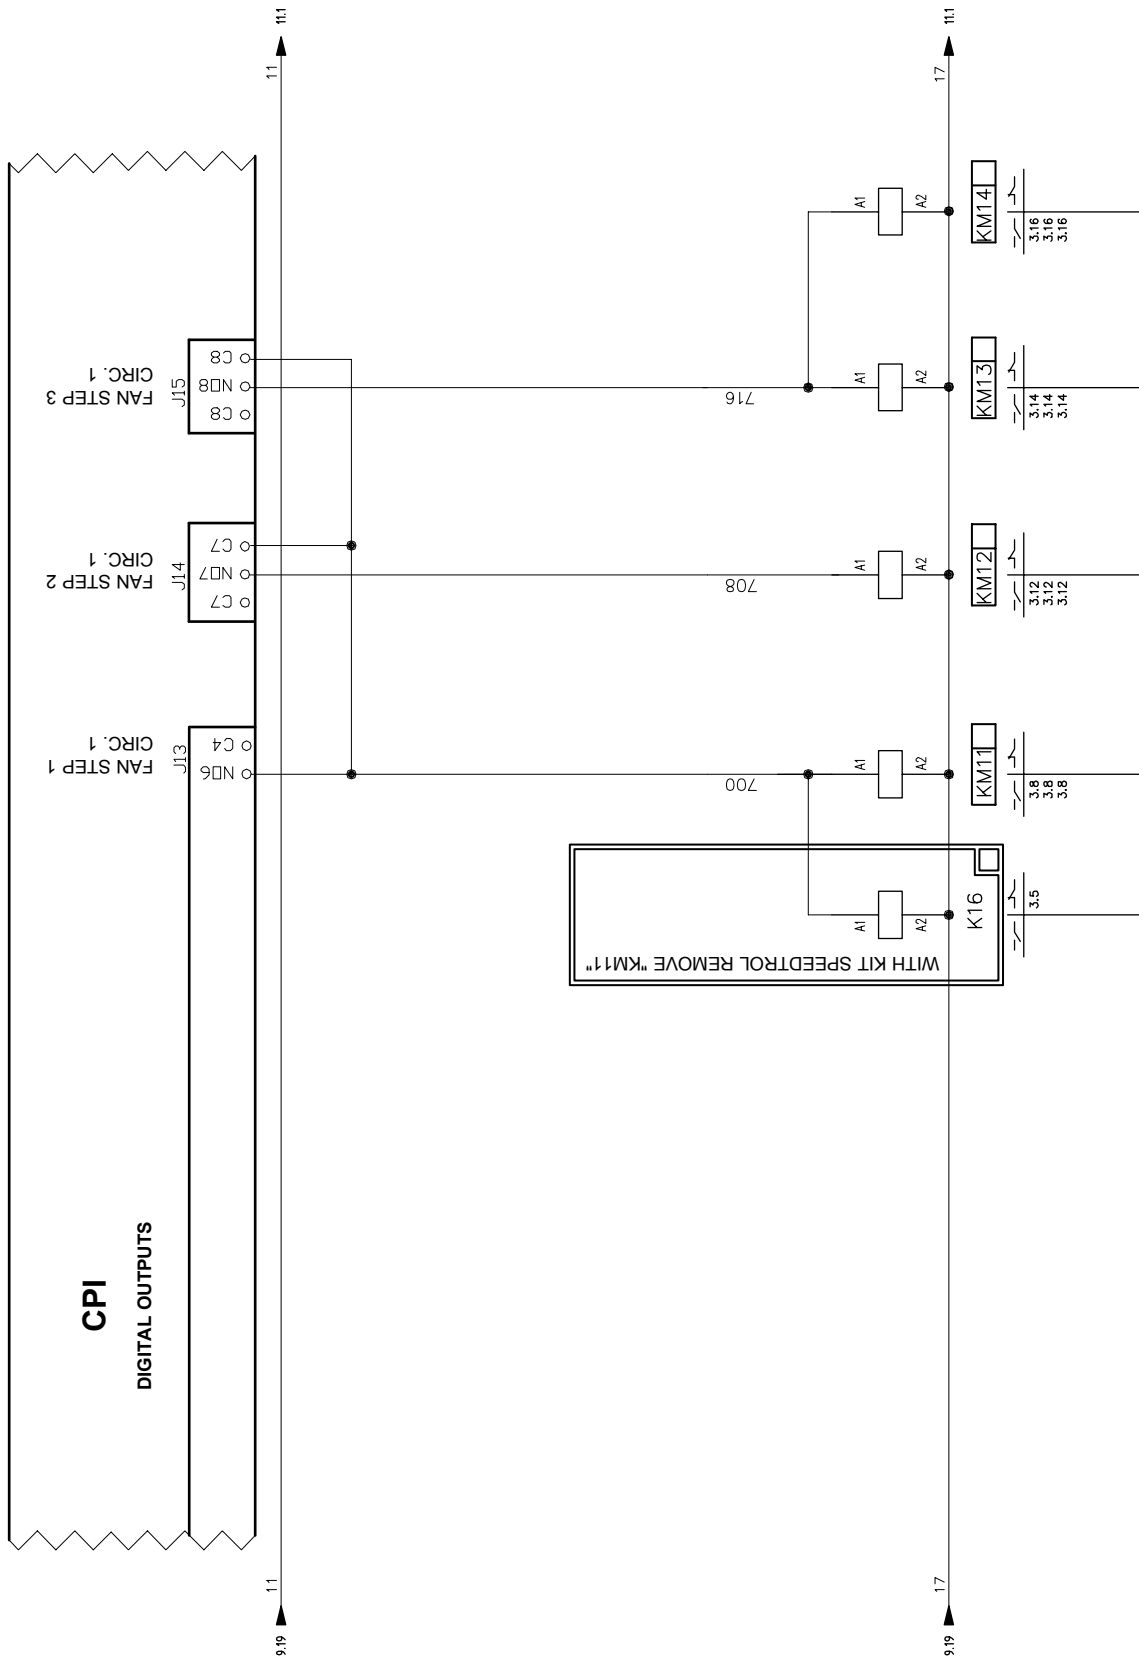 CPI
DIGITAL OUTPUTS
FAN STEP 1
CIRC. 1
J13
NO6
C4
FAN STEP 2
CIRC. 1
J14
C7
NO7
C7
FAN STEP 3
CIRC. 1
J15
C8
NO8
C8
9.19
11
11
11.1
700
708
716
WITH KIT SPEEDTROL REMOVE "KM11"
A1
A2
A1
A2
A1
A2
A1
A2
A1
A2
9.19
17
17
11.1
K16
KM11
KM12
KM13
KM14
3.5
3.8
3.8
3.8
3.12
3.12
3.12
3.14
3.14
3.14
3.16
3.16
3.16